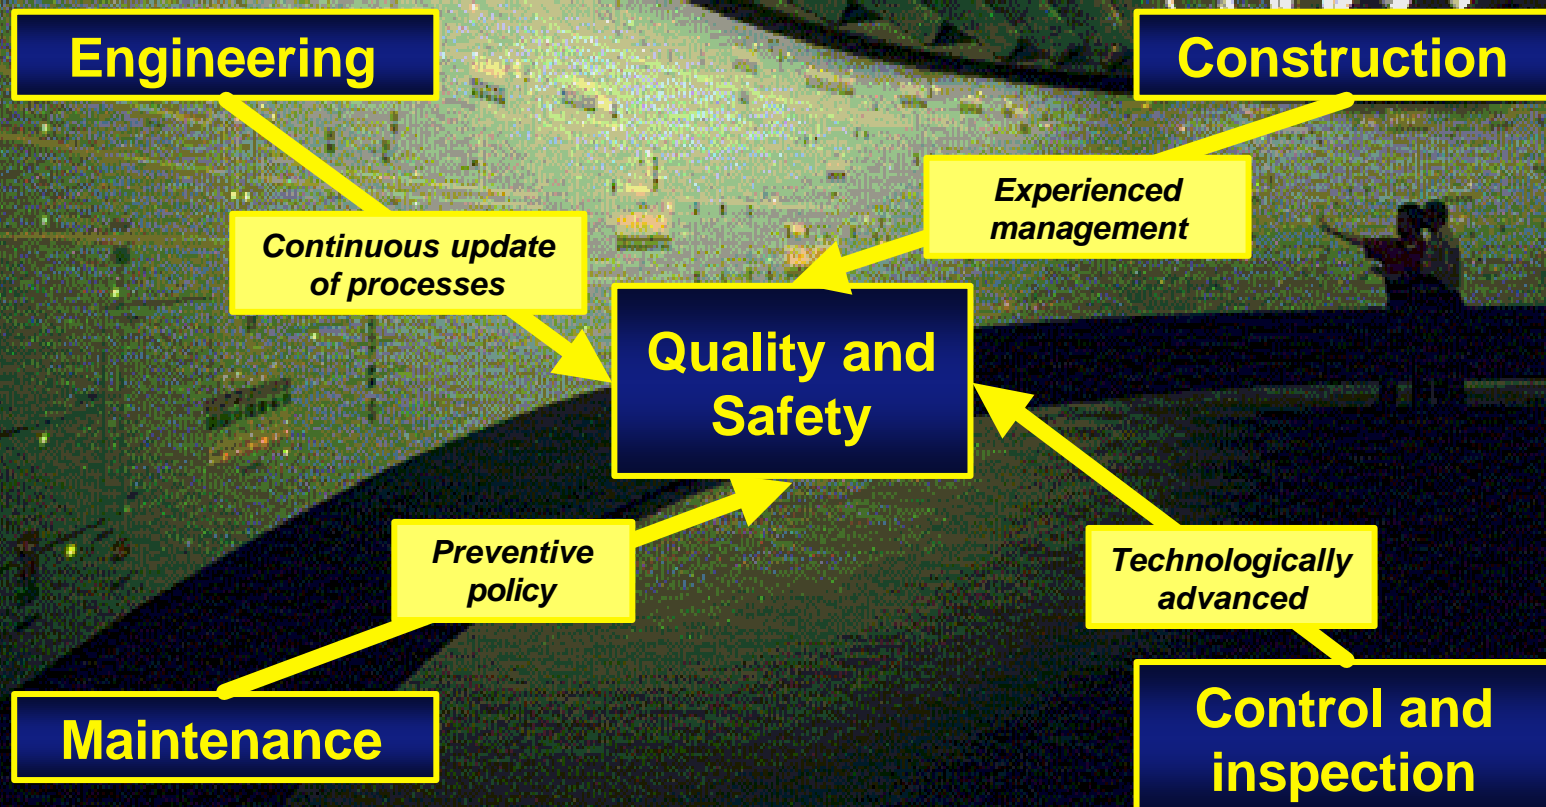 Engineering
Construction
Experienced
management
Continuous update
of processes
Quality and
Safety
Preventive
policy
Technologically
advanced
Maintenance
Control and
inspection